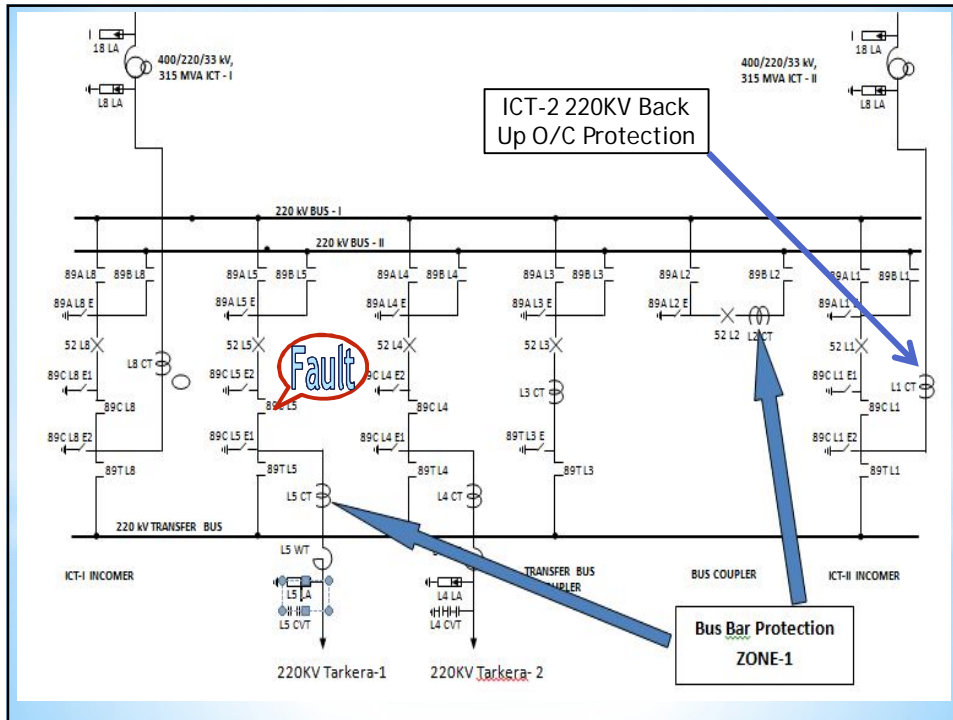 18 LA
400/220/33 kV,
315 MVA ICT - I
L8 LA
18 LA
400/220/33 kV,
315 MVA ICT - II
L8 LA
ICT-2 220KV Back
Up O/C Protection
220 kV BUS - I
220 kV BUS - II
89A L8
89B L8
89A L5
89B L5
89A L4
89B L4
89A L3
89B L3
89A L2
89B L2
89A L1
89B L1
89A L8 E
89A L5 E
89A L4 E
89A L3 E
89A L2 E
89A L1 E
52 L8
52 L5
52 L4
52 L3
52 L2
L2 CT
52 L1
L8 CT
Fault
89C L8 E1
89C L5 E2
89C L4 E2
L3 CT
89C L1 E1
L1 CT
89C L8
89C L5
89C L4
89C L1
89C L8 E2
89C L5 E1
89C L4 E1
89T L3 E
89C L1 E2
89T L8
89T L5
89T L4
89T L3
89T L1
L5 CT
L4 CT
220 kV TRANSFER BUS
L5 WT
ICT-I INCOMER
TRANSFER BUS
BUS COUPLER
ICT-II INCOMER
L5 LA
L4 LA
L5 CVT
L4 CVT
Bus Bar Protection
ZONE-1
220KV Tarkera-1
220KV Tarkera- 2